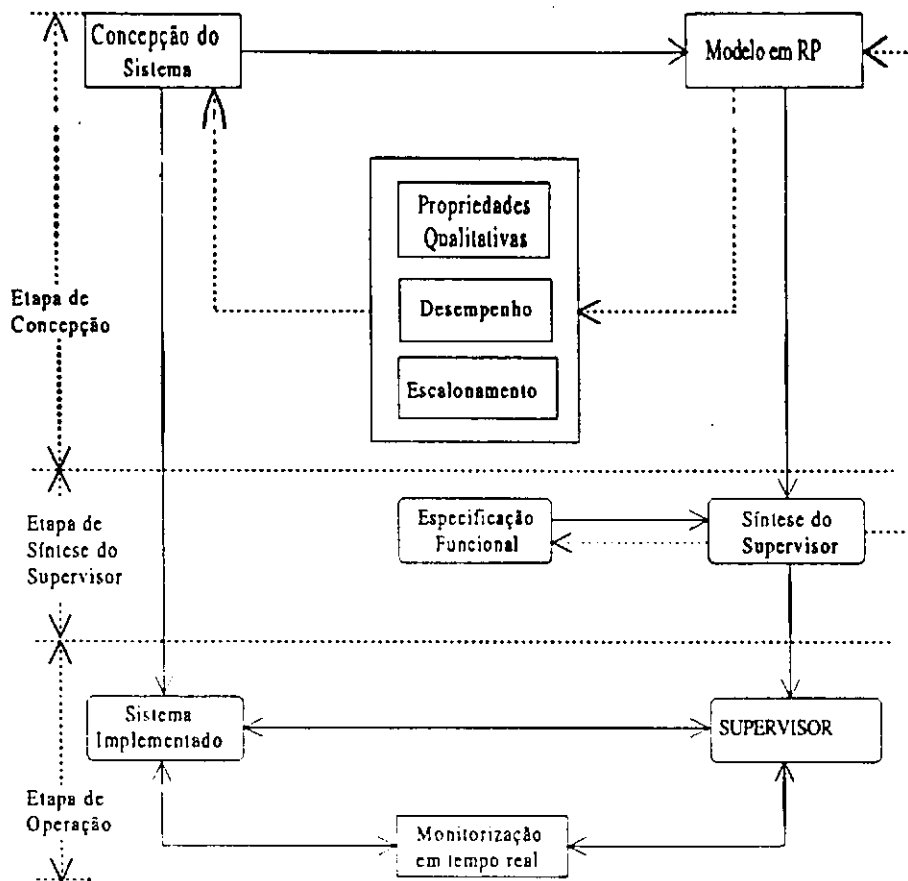 Concepção do
Sistema
Modelo em RP
Propriedades
Qualitativas
Desempenho
Escalonamento
Etapa de
Concepção
Etapa de
Síntese do
Supervisor
Especificação
Funcional
Síntese do
Supervisor
Sistema
Implementado
SUPERVISOR
Etapa de
Operação
Monitorização
em tempo real